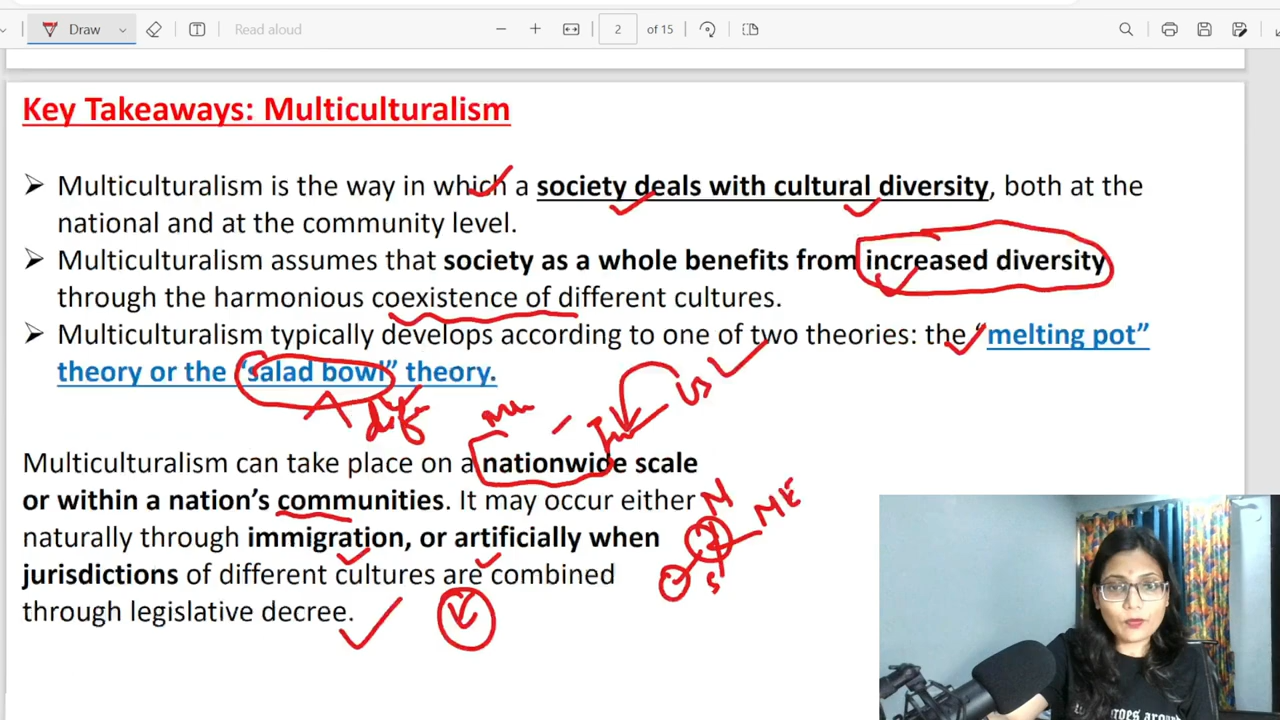 Draw
Read aloud
2 of 15
Key Takeaways: Multiculturalism
➢ Multiculturalism is the way in which a society deals with cultural diversity, both at the
national and at the community level.
➢ Multiculturalism assumes that society as a whole benefits from increased diversity
through the harmonious coexistence of different cultures.
➢ Multiculturalism typically develops according to one of two theories: the “melting pot”
theory or the “salad bowl” theory.
US
Multiculturalism can take place on a nationwide scale
or within a nation’s communities. It may occur either
N
ME
naturally through immigration, or artificially when
jurisdictions of different cultures are combined
S
through legislative decree.